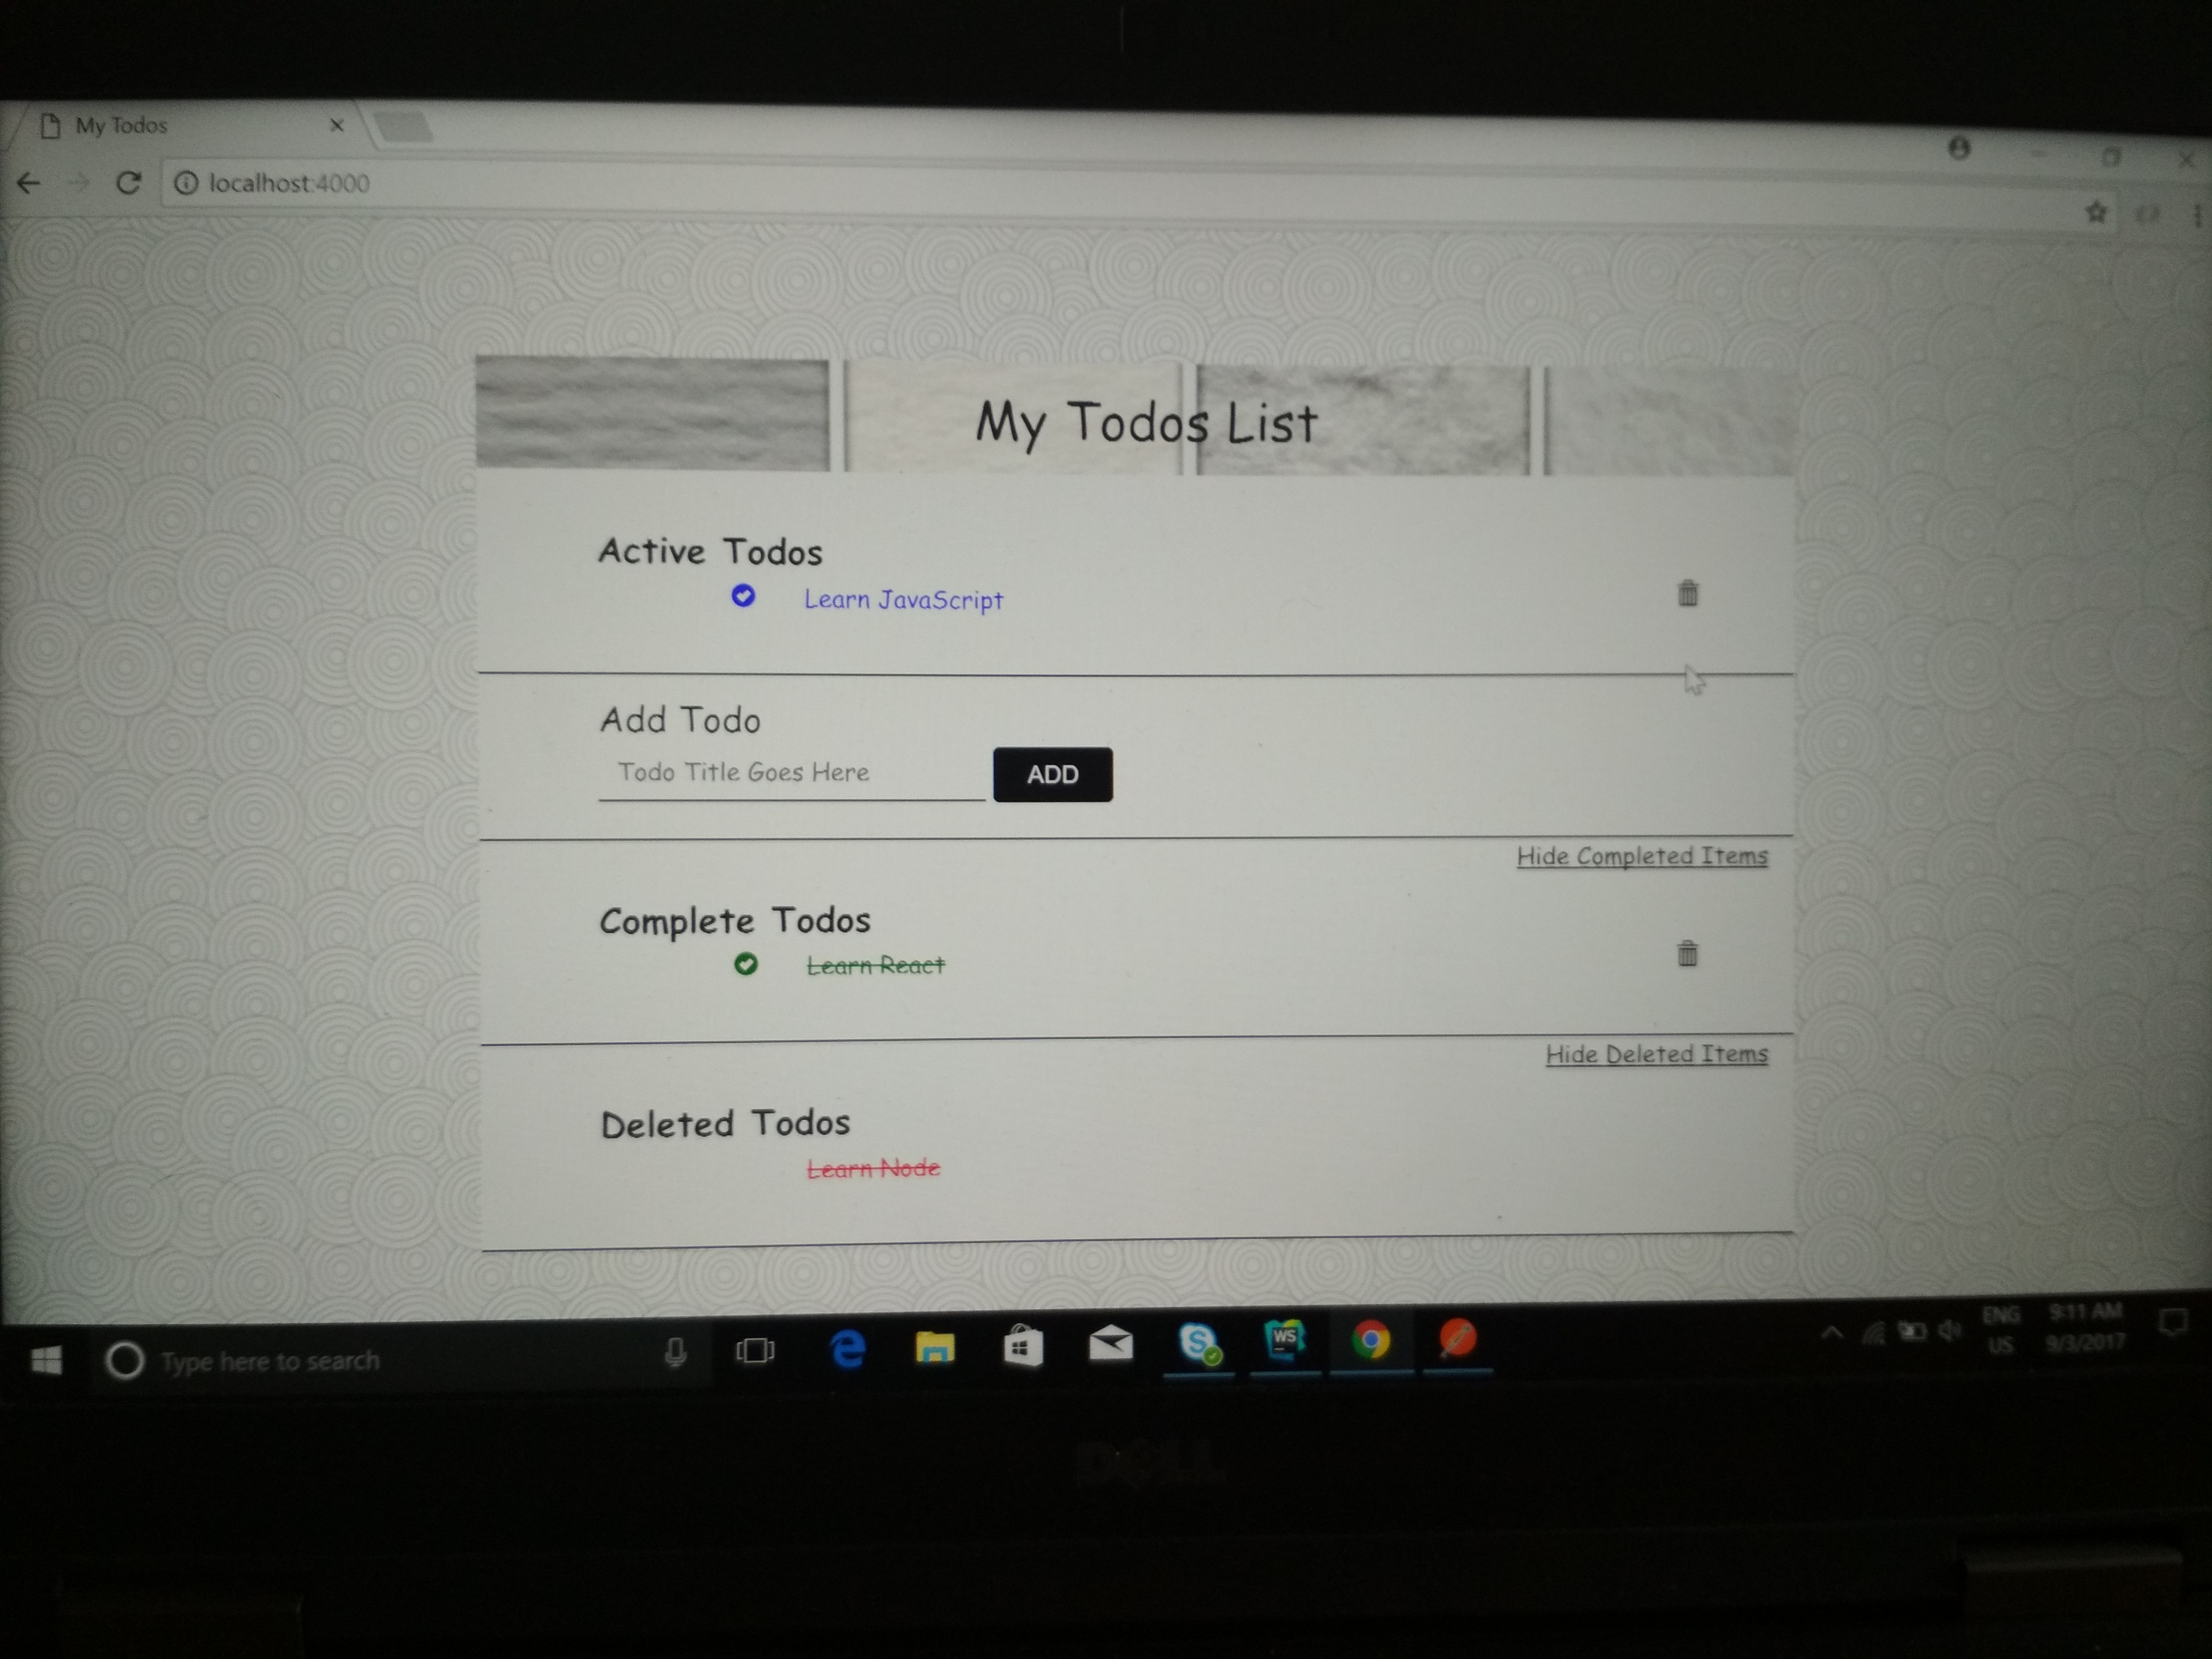 My Todos
localhost:4000
My Todos List
Active Todos
Learn JavaScript
Add Todo
Todo Title Goes Here
ADD
Hide Completed Items
Complete Todos
Learn React
Hide Deleted Items
Deleted Todos
Learn Node
Type here to search
S
WS
ENG
US
9:11 AM
9/3/2017
DELL